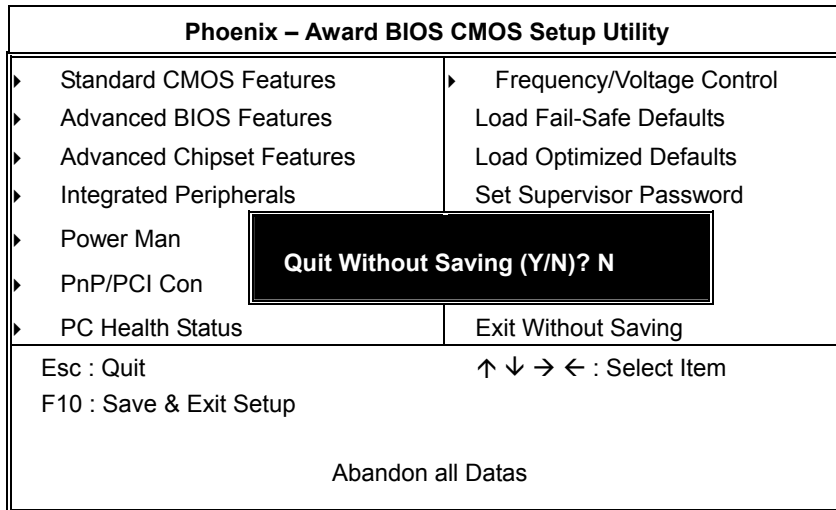 Phoenix – Award BIOS CMOS Setup Utility
Standard CMOS Features
Advanced BIOS Features
Advanced Chipset Features
Integrated Peripherals
Power Man
PnP/PCI Con
PC Health Status
Frequency/Voltage Control
Load Fail-Safe Defaults
Load Optimized Defaults
Set Supervisor Password
Exit Without Saving
Quit Without Saving (Y/N)? N
Esc : Quit
↑ ↓ → ← : Select Item
F10 : Save & Exit Setup
Abandon all Datas